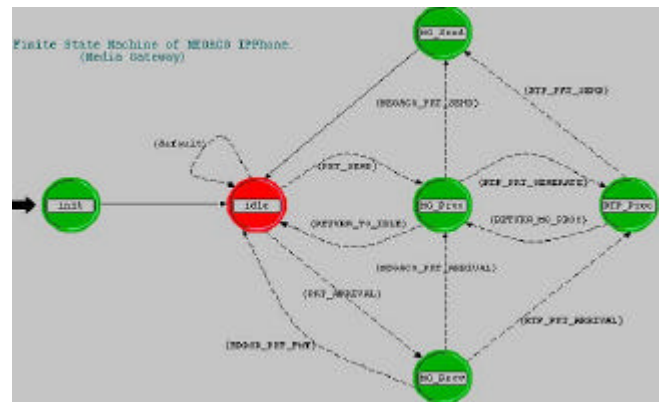 Finite State Machine of MEGACO IPPhone.
(Media Gateway)
MG_Send
(MEGACO_PKT_SEND)
(RTP_PKT_SEND)
(default)
(PKT_SEND)
(RTP_PKT_GENERATE)
init
idle
MG_Proc
RTP_Proc
(RETURN_TO_IDLE)
(RETURN_MG_PROC)
(MEGACO_PKT_ARRIVAL)
(PKT_ARRIVAL)
(RTP_PKT_ARRIVAL)
MG_Recv